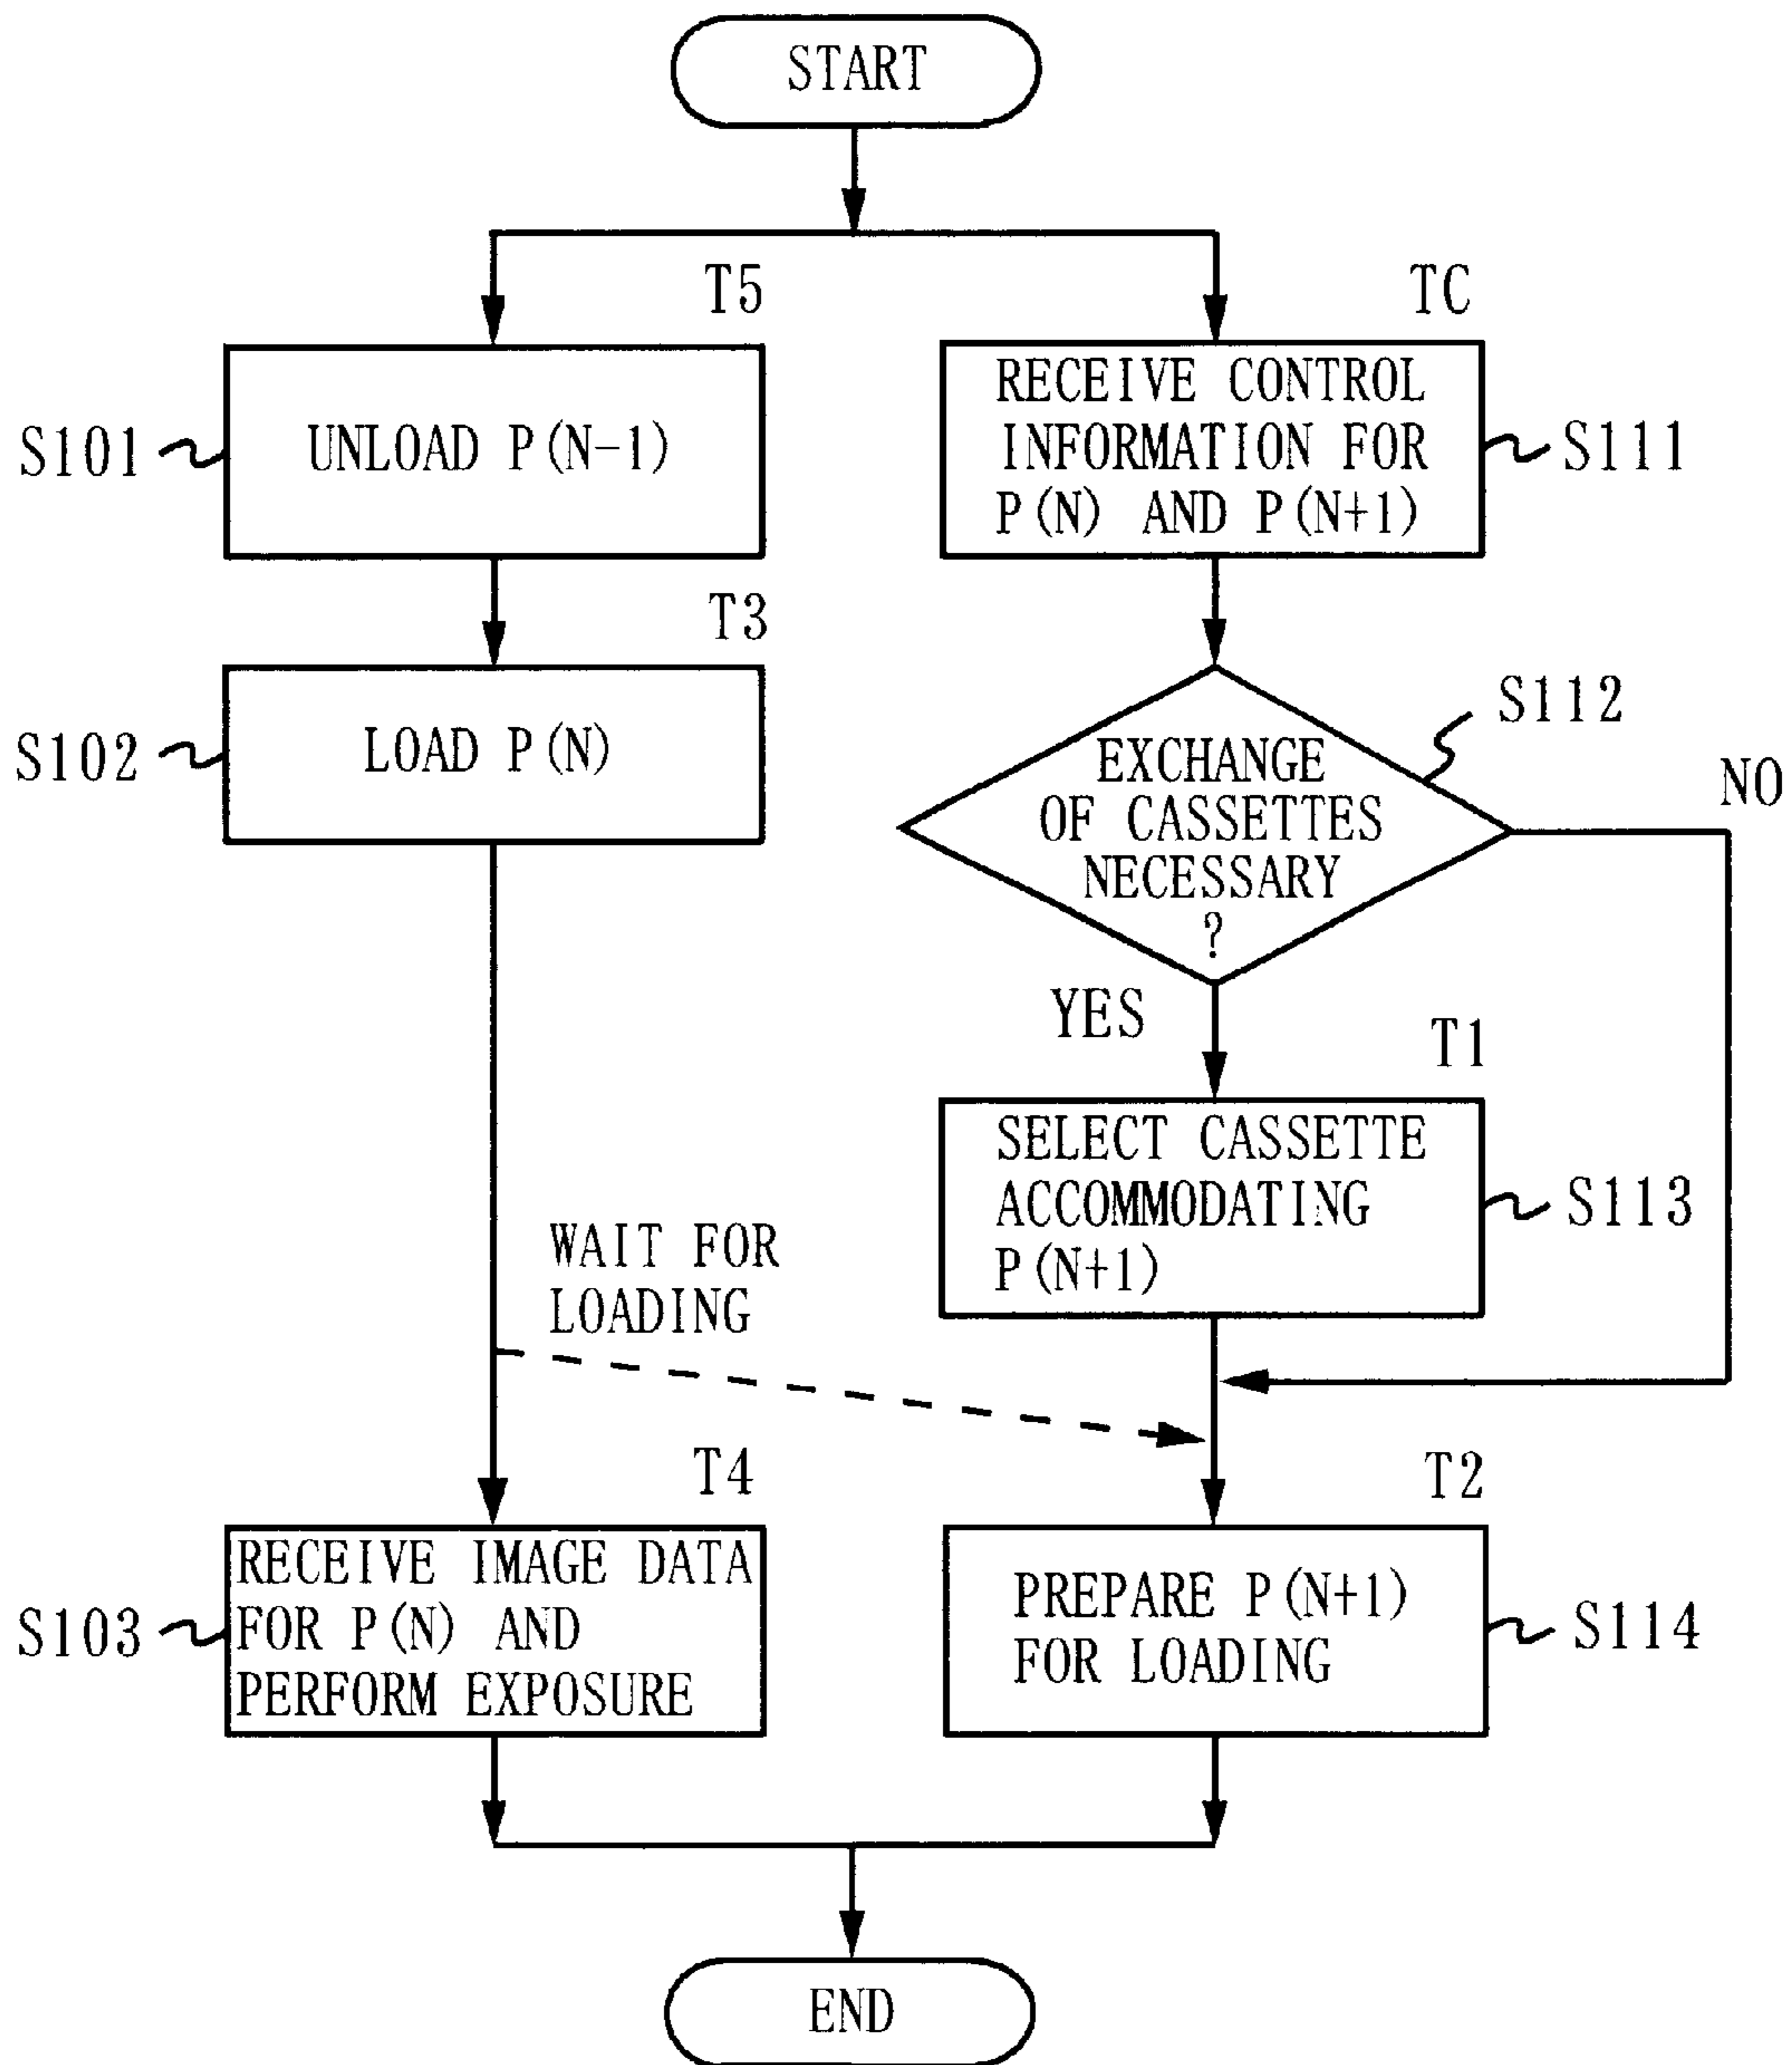 START
T5
TC
S101
UNLOAD P(N-1)
RECEIVE CONTROL
INFORMATION FOR
P(N) AND P(N+1)
S111
T3
S102
LOAD P(N)
S112
EXCHANGE
OF CASSETTES
NECESSARY
?
NO
YES
T1
SELECT CASSETTE
ACCOMMODATING
P(N+1)
S113
WAIT FOR
LOADING
T4
T2
S103
RECEIVE IMAGE DATA
FOR P(N) AND
PERFORM EXPOSURE
PREPARE P(N+1)
FOR LOADING
S114
END